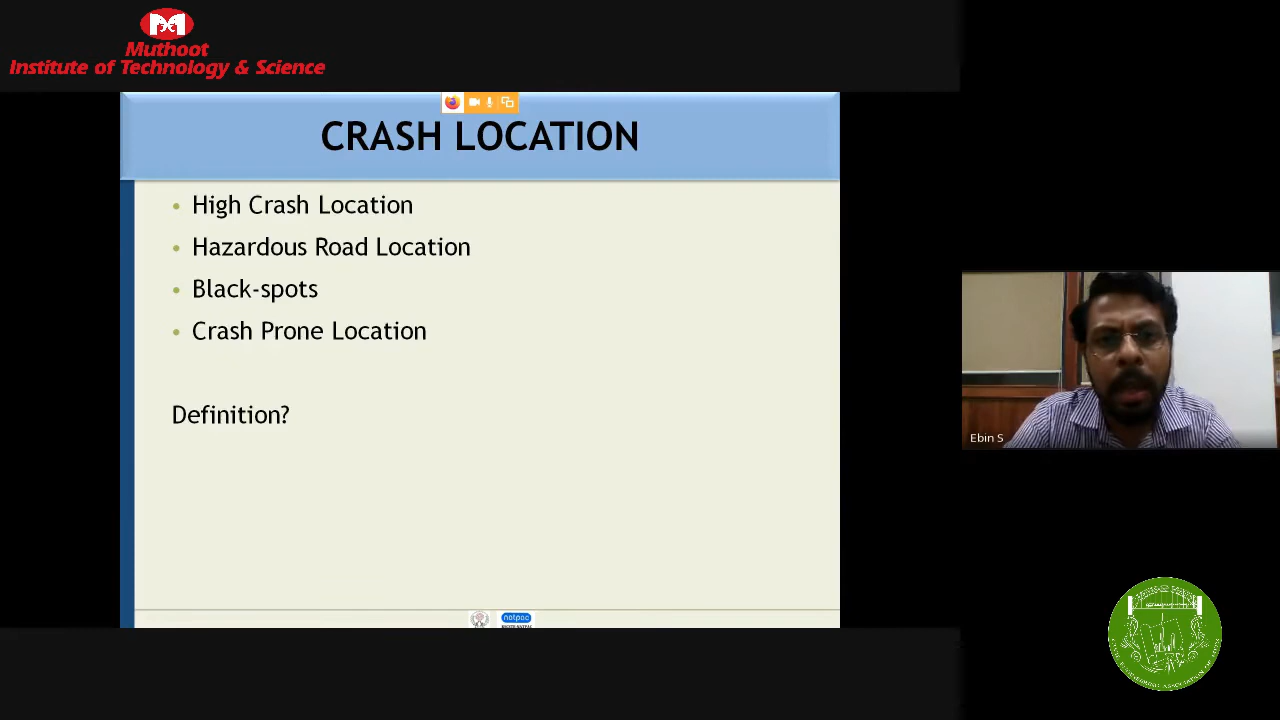 Muthoot
Institute of Technology & Science
CRASH LOCATION
• High Crash Location
• Hazardous Road Location
• Black-spots
• Crash Prone Location
Definition?
natpac
Ebin S